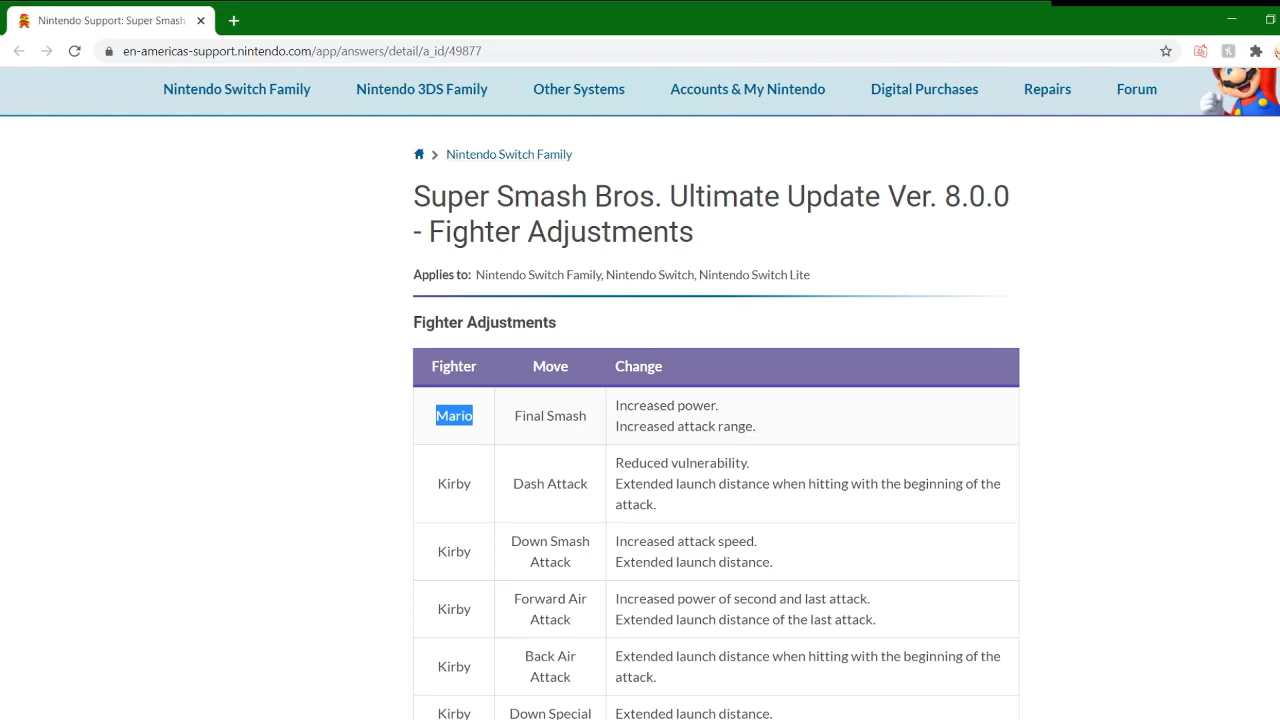 Nintendo Support: Super Smash
en-americas-support.nintendo.com/app/answers/detail/a_id/49877
Nintendo Switch Family Nintendo 3DS Family Other Systems Accounts & My Nintendo Digital Purchases Repairs Forum
Nintendo Switch Family
Super Smash Bros. Ultimate Update Ver. 8.0.0
- Fighter Adjustments
Applies to: Nintendo Switch Family, Nintendo Switch, Nintendo Switch Lite
Fighter Adjustments
Fighter Move Change
Mario
Final Smash
Increased power.
Increased attack range.
Kirby
Dash Attack
Reduced vulnerability.
Extended launch distance when hitting with the beginning of the
attack.
Kirby
Down Smash
Attack
Increased attack speed.
Extended launch distance.
Kirby
Forward Air
Attack
Increased power of second and last attack.
Extended launch distance of the last attack.
Kirby
Back Air
Attack
Extended launch distance when hitting with the beginning of the
attack.
Kirby
Down Special
Extended launch distance.